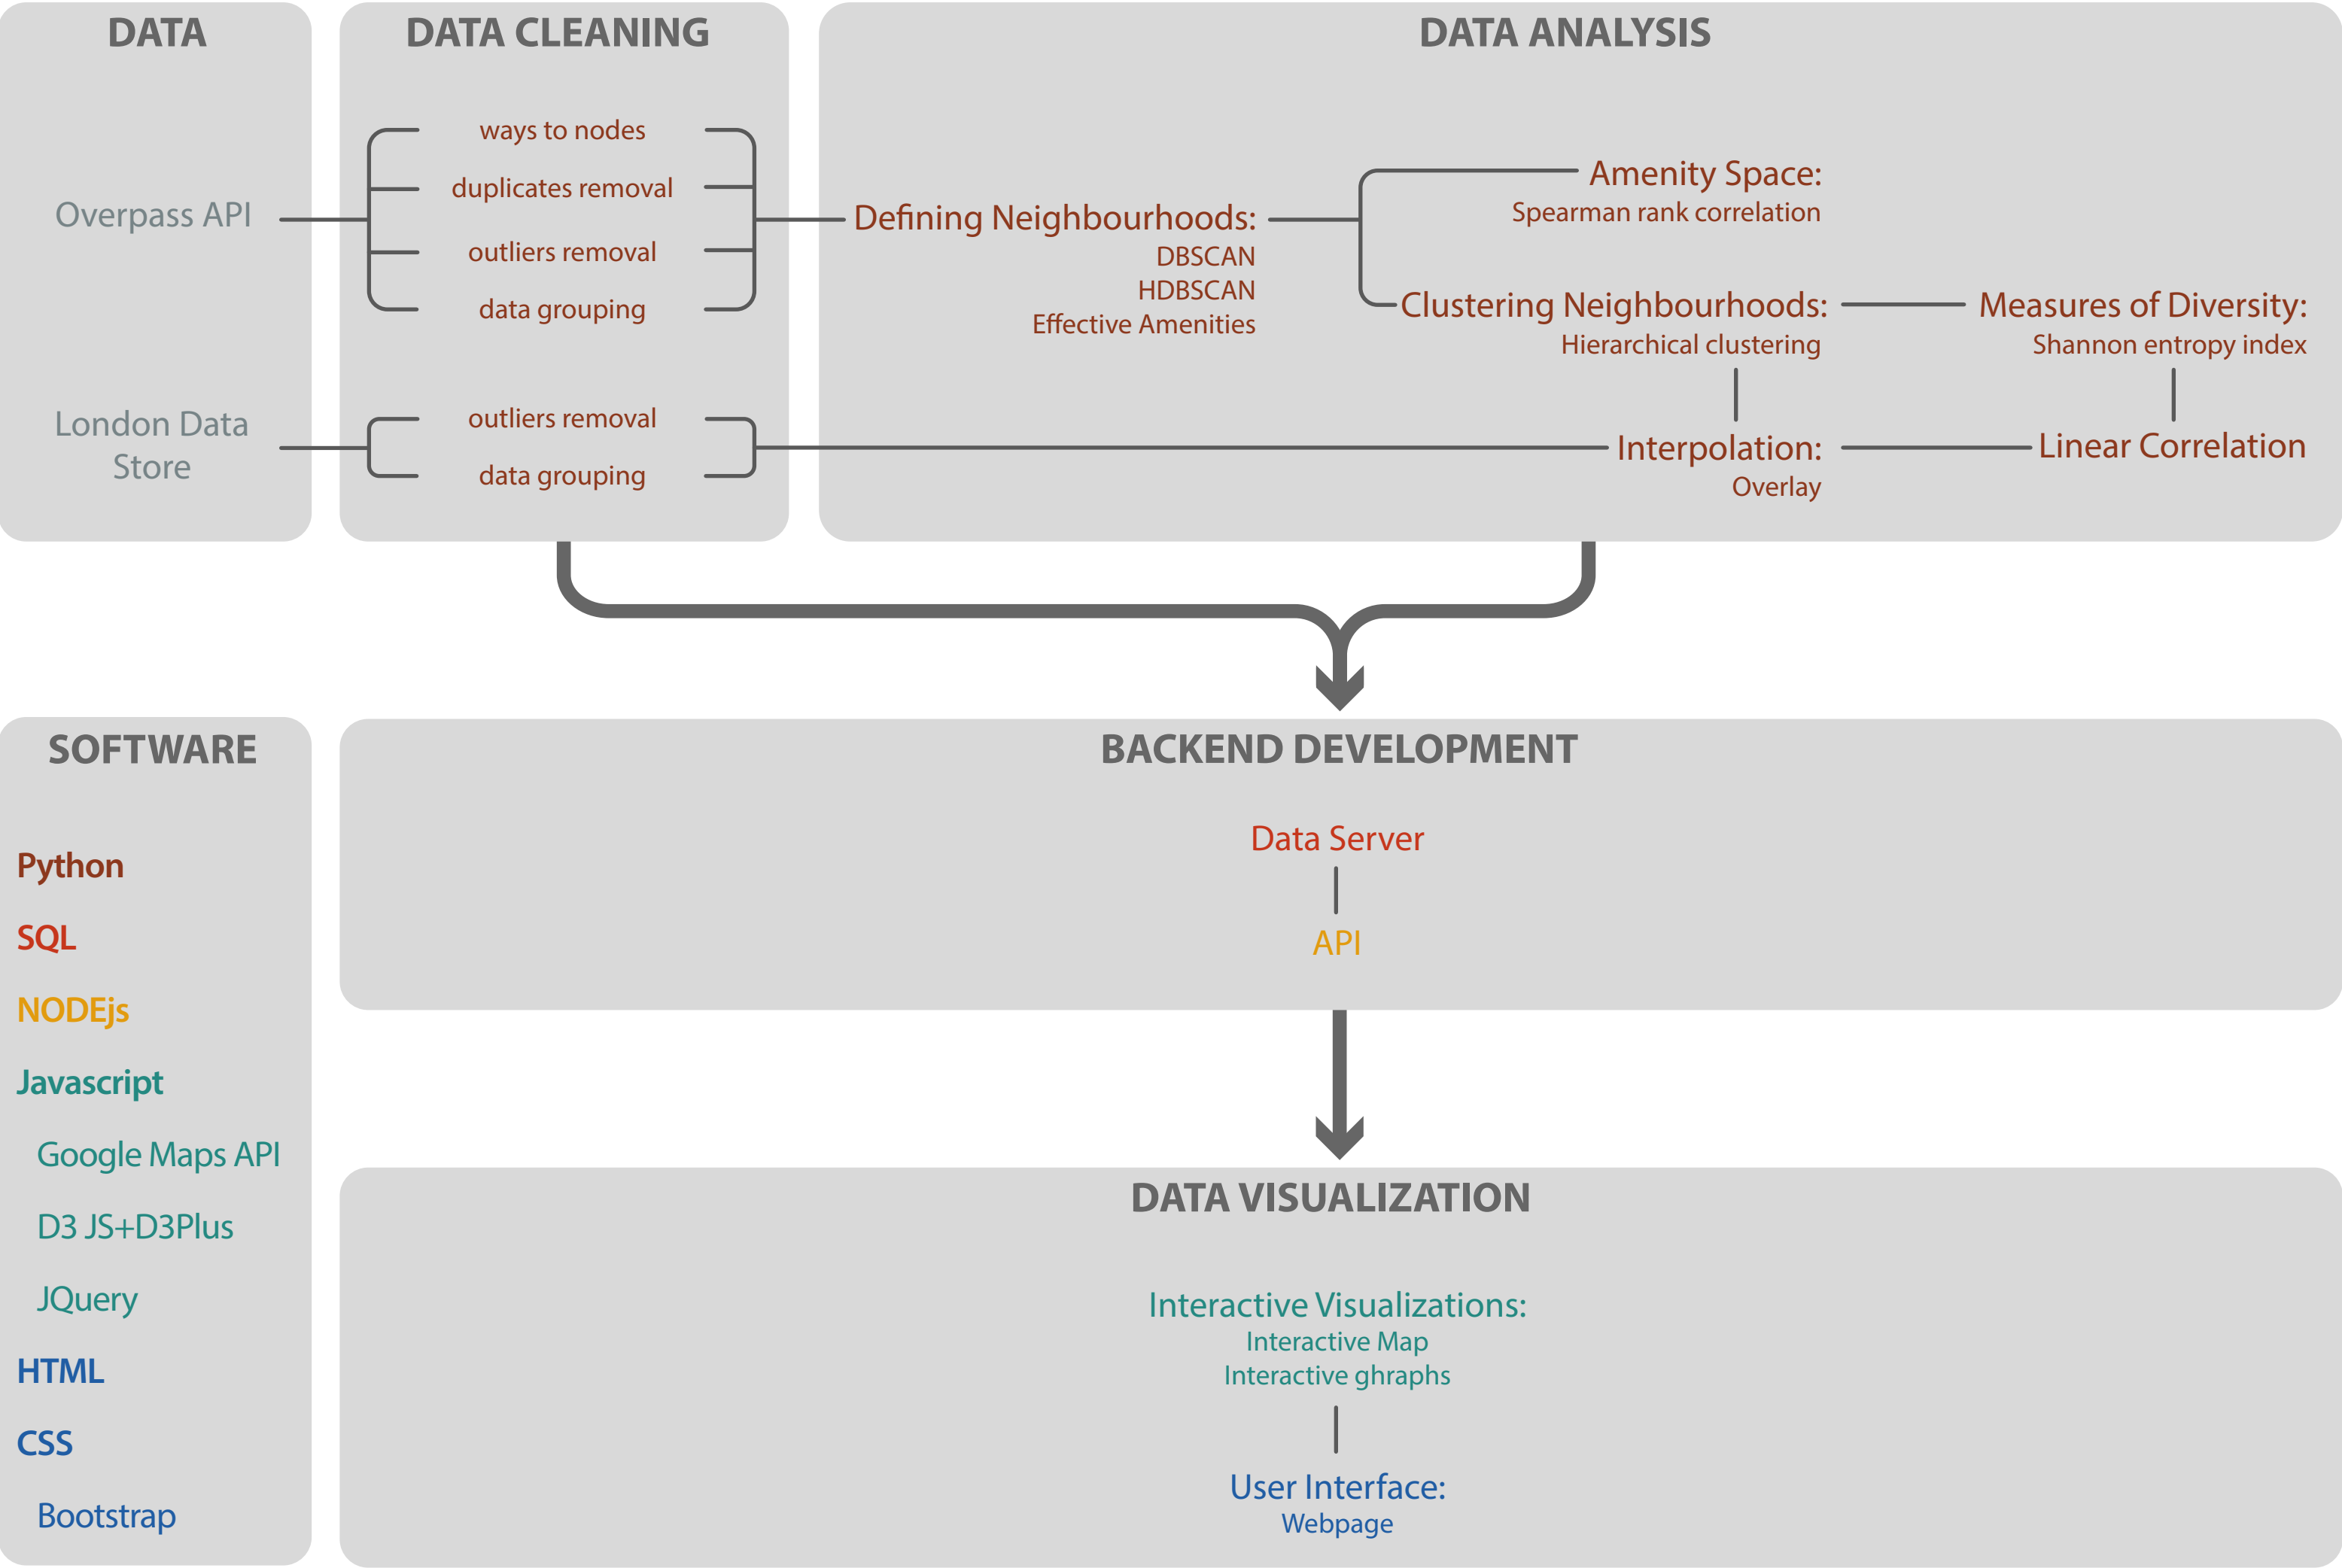 DATA
Overpass API
London Data
Store
DATA CLEANING
ways to nodes
duplicates removal
outliers removal
data grouping
outliers removal
data grouping
DATA ANALYSIS
Defining Neighbourhoods:
DBSCAN
HDBSCAN
Effective Amenities
Amenity Space:
Spearman rank correlation
Clustering Neighbourhoods:
Hierarchical clustering
Measures of Diversity:
Shannon entropy index
Interpolation:
Overlay
Linear Correlation
SOFTWARE
Python
SQL
NODEjs
Javascript
Google Maps API
D3 JS+D3Plus
JQuery
HTML
CSS
Bootstrap
BACKEND DEVELOPMENT
Data Server
API
DATA VISUALIZATION
Interactive Visualizations:
Interactive Map
Interactive ghraphs
User Interface:
Webpage